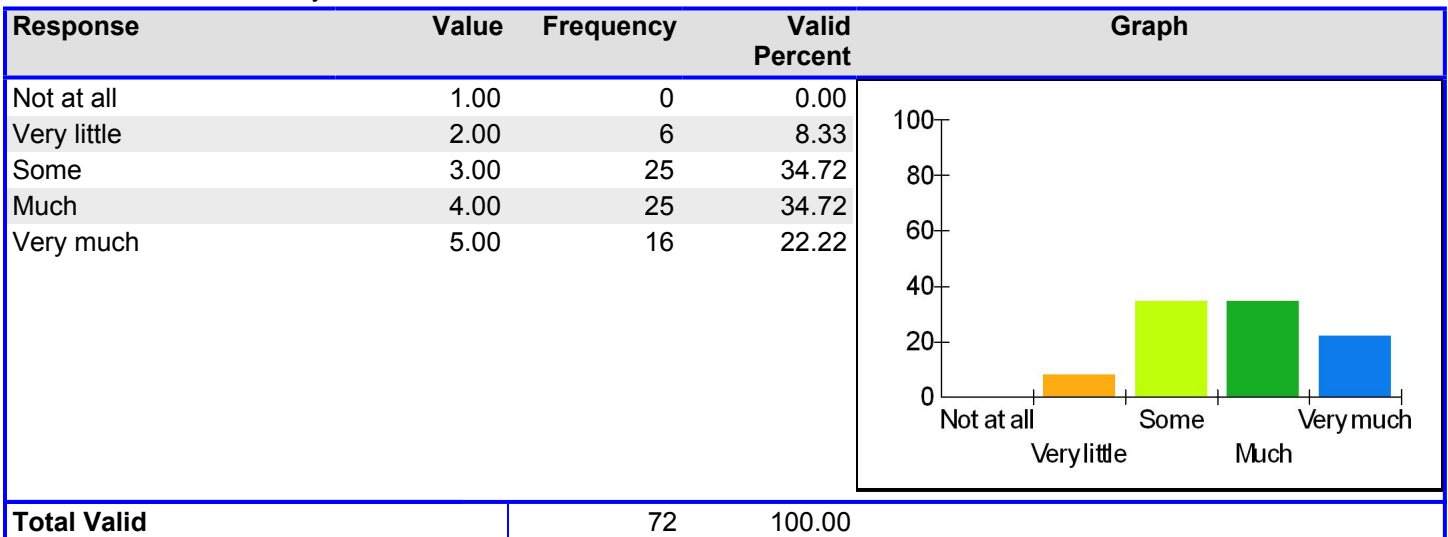 Response Value Frequency Valid Percent Graph
Not at all 1.00 0 0.00
Very little 2.00 6 8.33
Some 3.00 25 34.72
Much 4.00 25 34.72
Very much 5.00 16 22.22
100
80
60
40
20
0
Not at all Some Very much
Very little Much
Total Valid 72 100.00